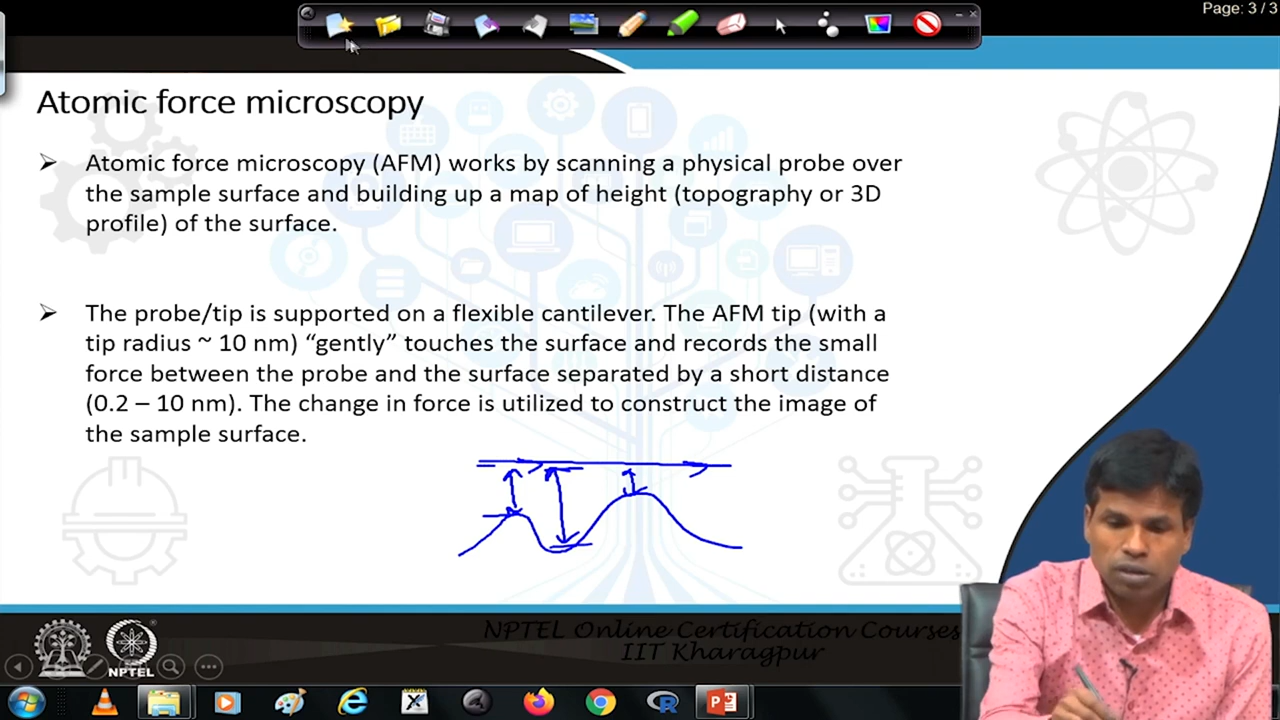 Page: 3 / 3
Atomic force microscopy
Atomic force microscopy (AFM) works by scanning a physical probe over
the sample surface and building up a map of height (topography or 3D
profile) of the surface.
The probe/tip is supported on a flexible cantilever. The AFM tip (with a
tip radius ~ 10 nm) “gently” touches the surface and records the small
force between the probe and the surface separated by a short distance
(0.2 – 10 nm). The change in force is utilized to construct the image of
the sample surface.
NPTEL Online Certification Courses
IIT Kharagpur
NPTEL